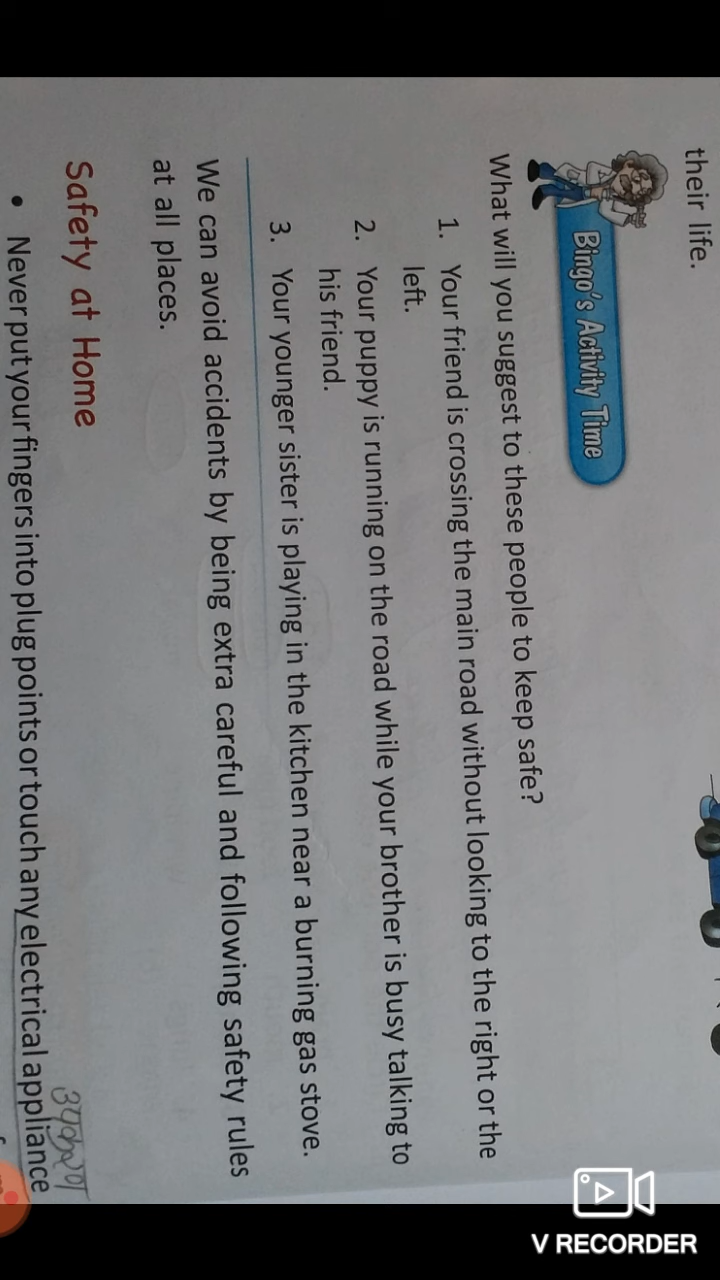 their life.
Bingo's Activity Time
What will you suggest to these people to keep safe?
1. Your friend is crossing the main road without looking to the right or the
left.
2. Your puppy is running on the road while your brother is busy talking to
his friend.
3. Your younger sister is playing in the kitchen near a burning gas stove.
We can avoid accidents by being extra careful and following safety rules
at all places.
Safety at Home
• Never put your fingers into plug points or touch any electrical appliance
उपकरण
V RECORDER